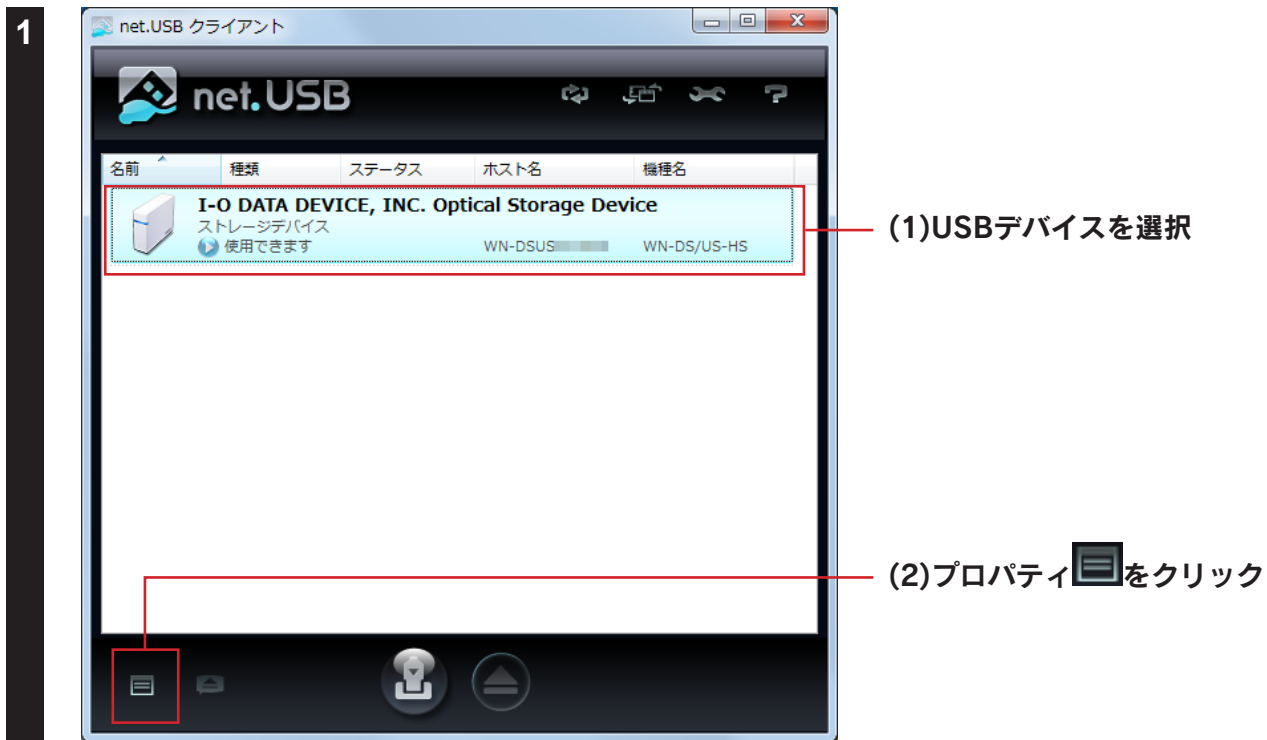 1
net.USB クライアント
net.USB
名前 種類 ステータス ホスト名 機種名
I-O DATA DEVICE, INC. Optical Storage Device
ストレージデバイス
使用できます WN-DSUS WN-DS/US-HS
(1)USBデバイスを選択
(2)プロパティをクリック